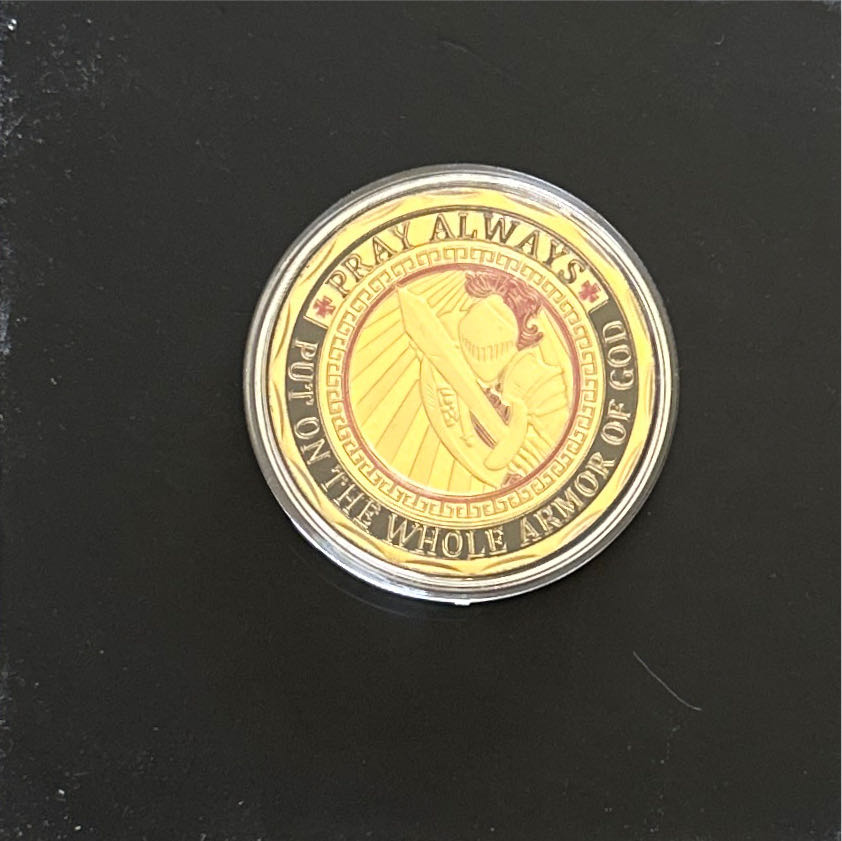 PRAY ALWAYS
PUT ON THE WHOLE ARMOR OF GOD